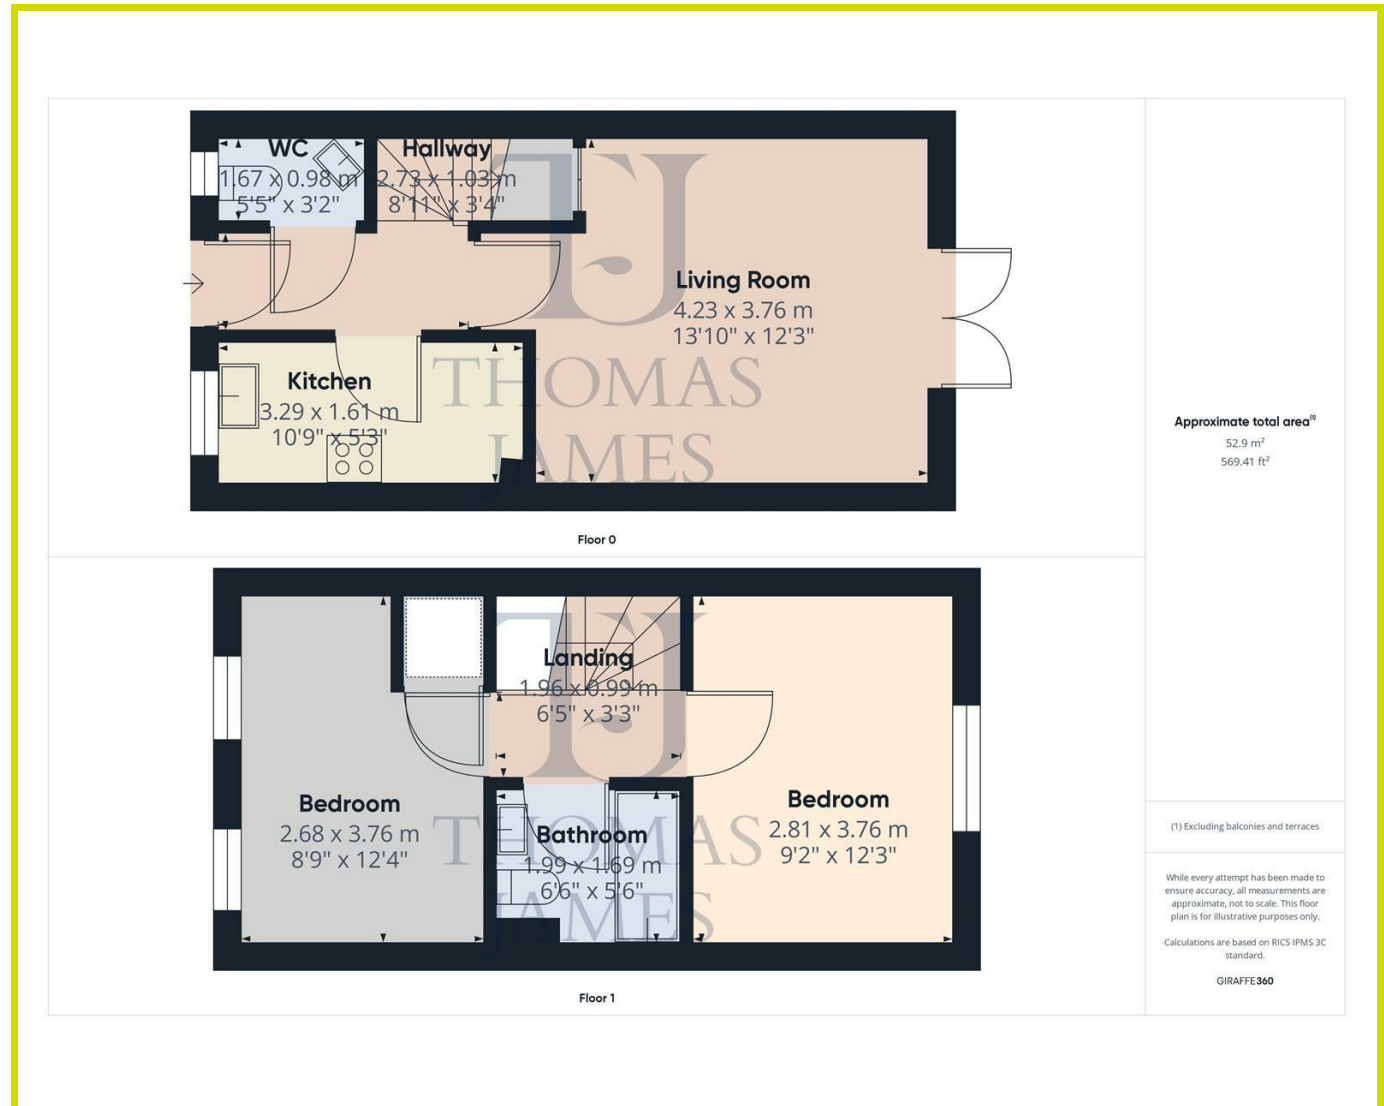 WC
1.67 x 0.98 m
5'5" x 3'2"
Hallway
2.73 x 1.03 m
8'11" x 3'4"
Living Room
4.23 x 3.76 m
13'10" x 12'3"
Kitchen
3.29 x 1.61 m
10'9" x 5'3"
TJ
THOMAS
JAMES
Floor 0
Landing
1.96 x 0.99 m
6'5" x 3'3"
Bedroom
2.68 x 3.76 m
8'9" x 12'4"
Bathroom
1.99 x 1.69 m
6'6" x 5'6"
Bedroom
2.81 x 3.76 m
9'2" x 12'3"
TJ
THOMAS
JAMES
Floor 1
Approximate total area(1)
52.9 m²
569.41 ft²
(1) Excluding balconies and terraces
While every attempt has been made to
ensure accuracy, all measurements are
approximate, not to scale. This floor
plan is for illustrative purposes only.
Calculations are based on RICS IPMS 3C
standard.
GIRAFFE360